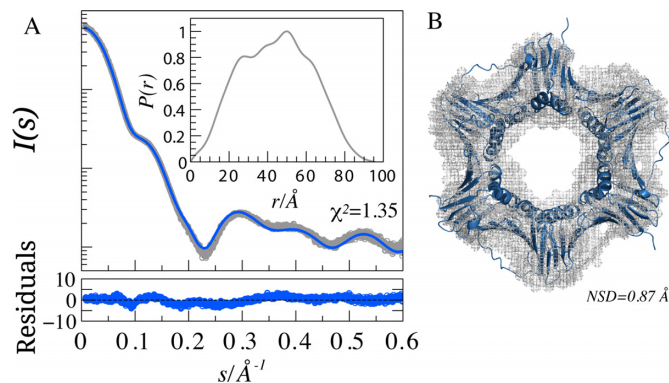 A
B
I(s)
P(r)
1
0.8
0.6
0.4
0.2
0
0 20 40 60 80 100
r/Å
χ²=1.35
Residuals
10
0
−10
0 0.1 0.2 0.3 0.4 0.5 0.6
s/Å⁻¹
NSD=0.87 Å